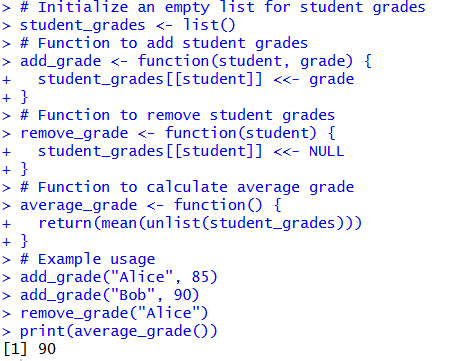 > # Initialize an empty list for student grades
> student_grades <- list()
> # Function to add student grades
> add_grade <- function(student, grade) {
+   student_grades[[student]] <<- grade
+ }
> # Function to remove student grades
> remove_grade <- function(student) {
+   student_grades[[student]] <<- NULL
+ }
> # Function to calculate average grade
> average_grade <- function() {
+   return(mean(unlist(student_grades)))
+ }
> # Example usage
> add_grade("Alice", 85)
> add_grade("Bob", 90)
> remove_grade("Alice")
> print(average_grade())
[1] 90